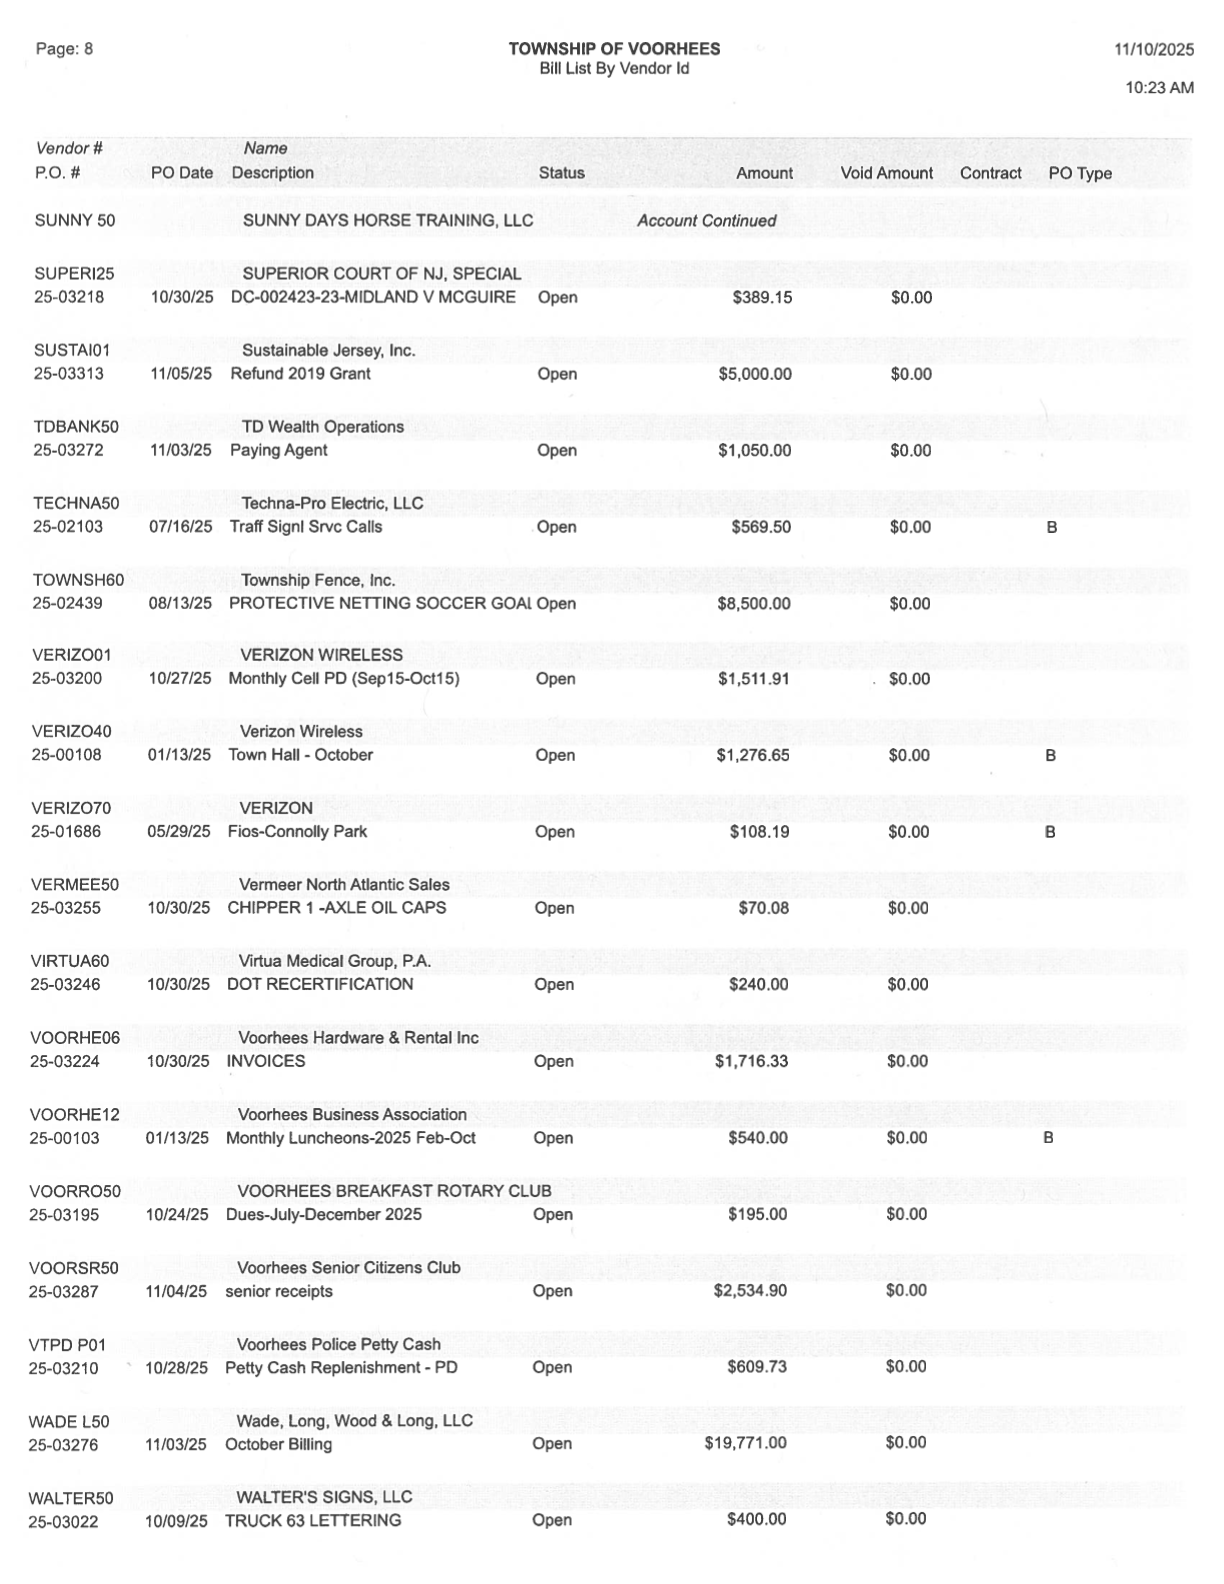 Page: 8 TOWNSHIP OF VOORHEES 11/10/2025
Bill List By Vendor Id
10:23 AM
Vendor # Name
P.O. # PO Date Description Status Amount Void Amount Contract PO Type
SUNNY 50 SUNNY DAYS HORSE TRAINING, LLC Account Continued
SUPERI25 SUPERIOR COURT OF NJ, SPECIAL
25-03218 10/30/25 DC-002423-23-MIDLAND V MCGUIRE Open $389.15 $0.00
SUSTAI01 Sustainable Jersey, Inc.
25-03313 11/05/25 Refund 2019 Grant Open $5,000.00 $0.00
TDBANK50 TD Wealth Operations
25-03272 11/03/25 Paying Agent Open $1,050.00 $0.00
TECHNA50 Techna-Pro Electric, LLC
25-02103 07/16/25 Traff Signl Srvc Calls Open $569.50 $0.00 B
TOWNSH60 Township Fence, Inc.
25-02439 08/13/25 PROTECTIVE NETTING SOCCER GOAL Open $8,500.00 $0.00
VERIZO01 VERIZON WIRELESS
25-03200 10/27/25 Monthly Cell PD (Sep15-Oct15) Open $1,511.91 $0.00
VERIZO40 Verizon Wireless
25-00108 01/13/25 Town Hall - October Open $1,276.65 $0.00 B
VERIZO70 VERIZON
25-01686 05/29/25 Fios-Connolly Park Open $108.19 $0.00 B
VERMEE50 Vermeer North Atlantic Sales
25-03255 10/30/25 CHIPPER 1 -AXLE OIL CAPS Open $70.08 $0.00
VIRTUA60 Virtua Medical Group, P.A.
25-03246 10/30/25 DOT RECERTIFICATION Open $240.00 $0.00
VOORHE06 Voorhees Hardware & Rental Inc
25-03224 10/30/25 INVOICES Open $1,716.33 $0.00
VOORHE12 Voorhees Business Association
25-00103 01/13/25 Monthly Luncheons-2025 Feb-Oct Open $540.00 $0.00 B
VOORRO50 VOORHEES BREAKFAST ROTARY CLUB
25-03195 10/24/25 Dues-July-December 2025 Open $195.00 $0.00
VOORSR50 Voorhees Senior Citizens Club
25-03287 11/04/25 senior receipts Open $2,534.90 $0.00
VTPD P01 Voorhees Police Petty Cash
25-03210 10/28/25 Petty Cash Replenishment - PD Open $609.73 $0.00
WADE L50 Wade, Long, Wood & Long, LLC
25-03276 11/03/25 October Billing Open $19,771.00 $0.00
WALTER50 WALTER'S SIGNS, LLC
25-03022 10/09/25 TRUCK 63 LETTERING Open $400.00 $0.00